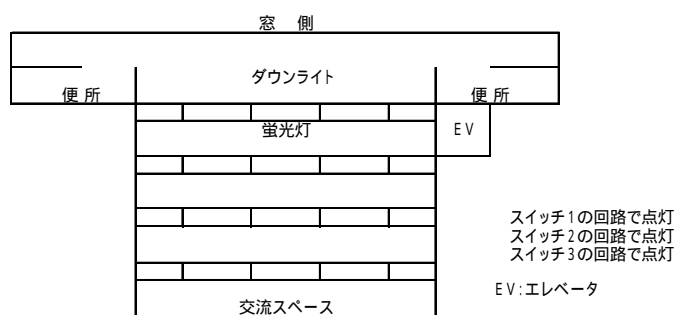 窓 側
ダウンライト
便 所
便 所
蛍光灯
EV
スイッチ1の回路で点灯
スイッチ2の回路で点灯
スイッチ3の回路で点灯
EV:エレベータ
交流スペース